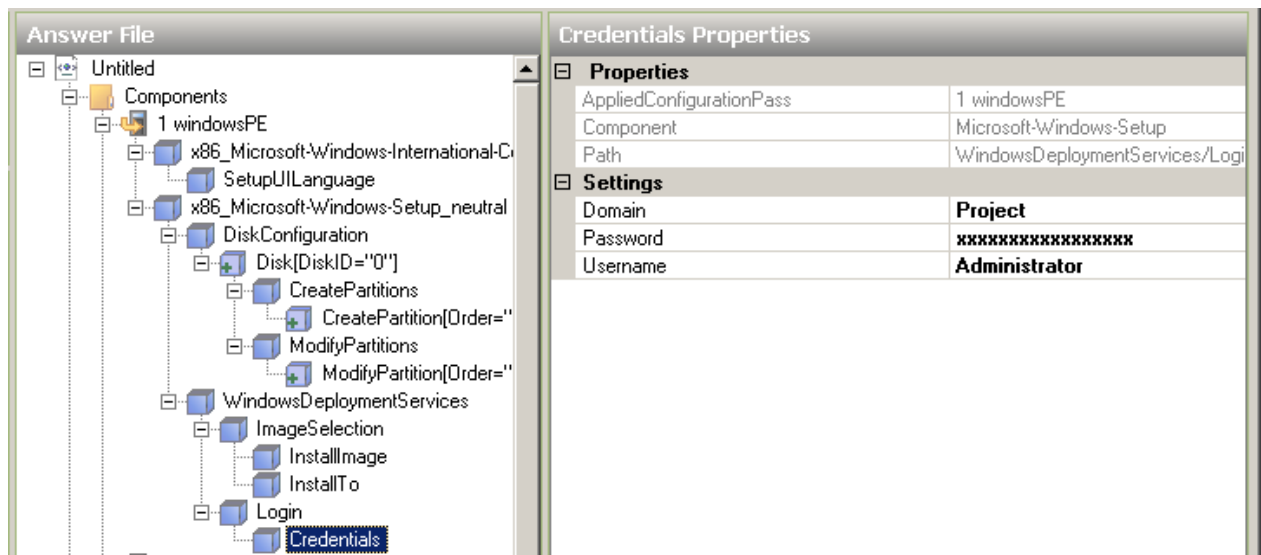 Answer File
Untitled
Components
1 windowsPE
x86_Microsoft-Windows-International-C
SetupUILanguage
x86_Microsoft-Windows-Setup_neutral
DiskConfiguration
Disk[DiskID="0"]
CreatePartitions
CreatePartition[Order="
ModifyPartitions
ModifyPartition[Order="
WindowsDeploymentServices
ImageSelection
InstallImage
InstallTo
Login
Credentials
Credentials Properties
Properties
AppliedConfigurationPass 1 windowsPE
Component Microsoft-Windows-Setup
Path WindowsDeploymentServices/Logi
Settings
Domain Project
Password xxxxxxxxxxxxxxxxx
Username Administrator